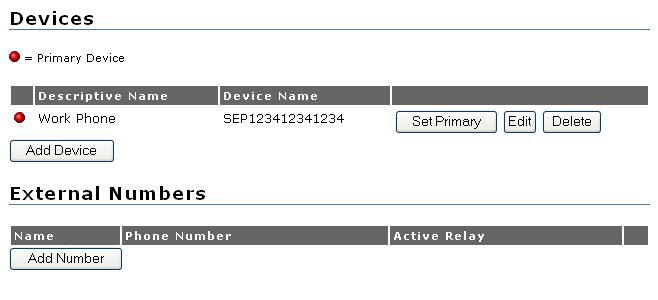 Devices
= Primary Device
Descriptive Name Device Name
Work Phone SEP123412341234 Set Primary Edit Delete
Add Device
External Numbers
Name Phone Number Active Relay
Add Number